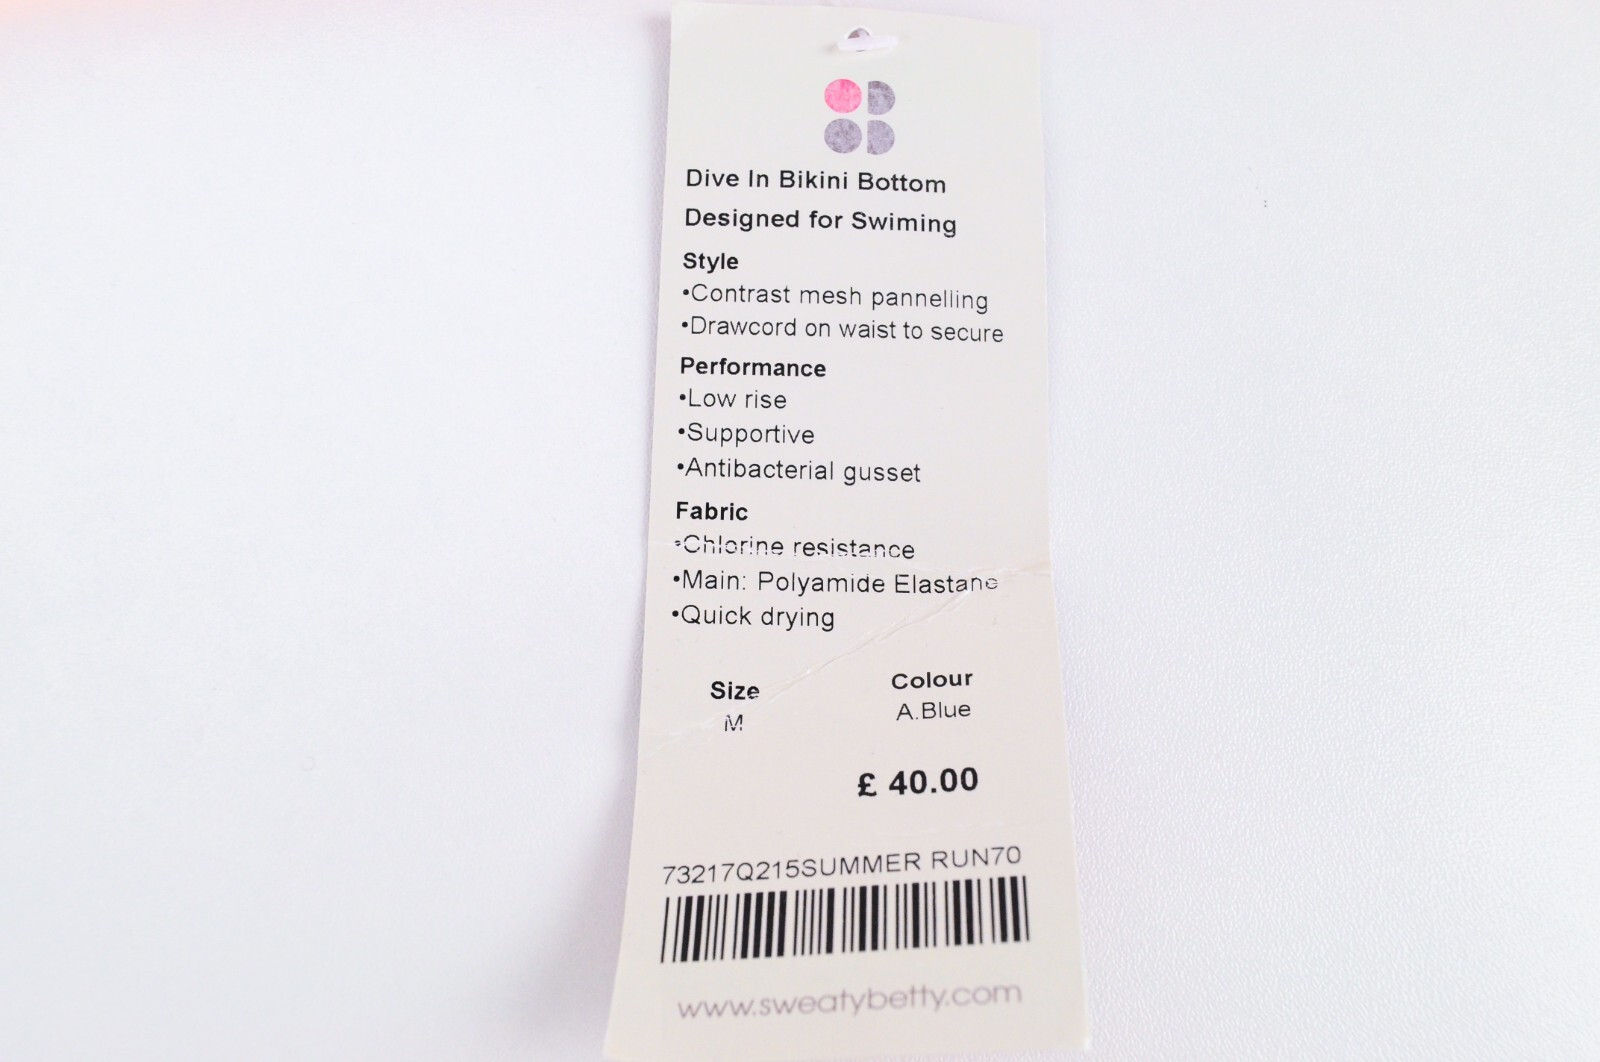 Dive In Bikini Bottom
Designed for Swiming
Style
•Contrast mesh pannelling
•Drawcord on waist to secure
Performance
•Low rise
•Supportive
•Antibacterial gusset
Fabric
•Chlorine resistance
•Main: Polyamide Elastane
•Quick drying
Size Colour
M A.Blue
£ 40.00
73217Q215SUMMER RUN70
www.sweatybetty.com